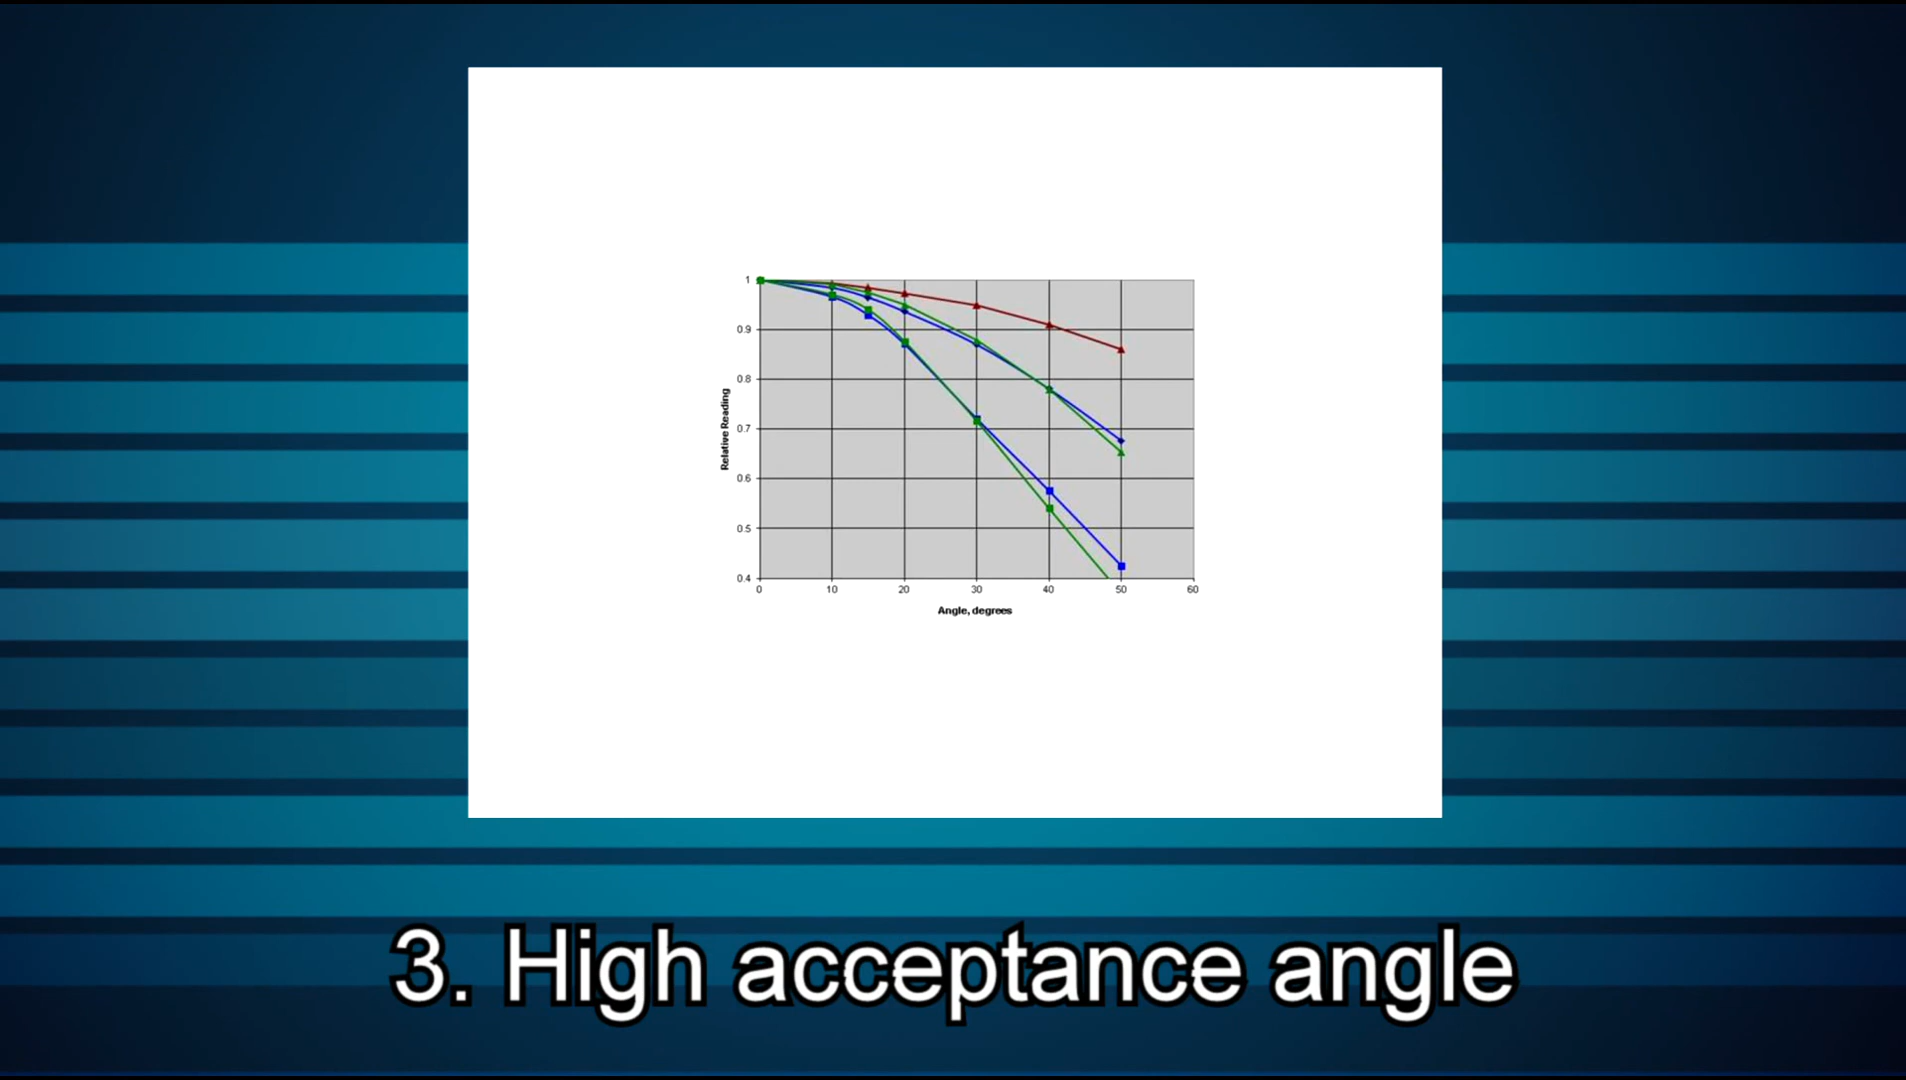 1
0.9
0.8
0.7
0.6
0.5
0.4
Relative Reading
0 10 20 30 40 50 60
Angle, degrees
3. High acceptance angle